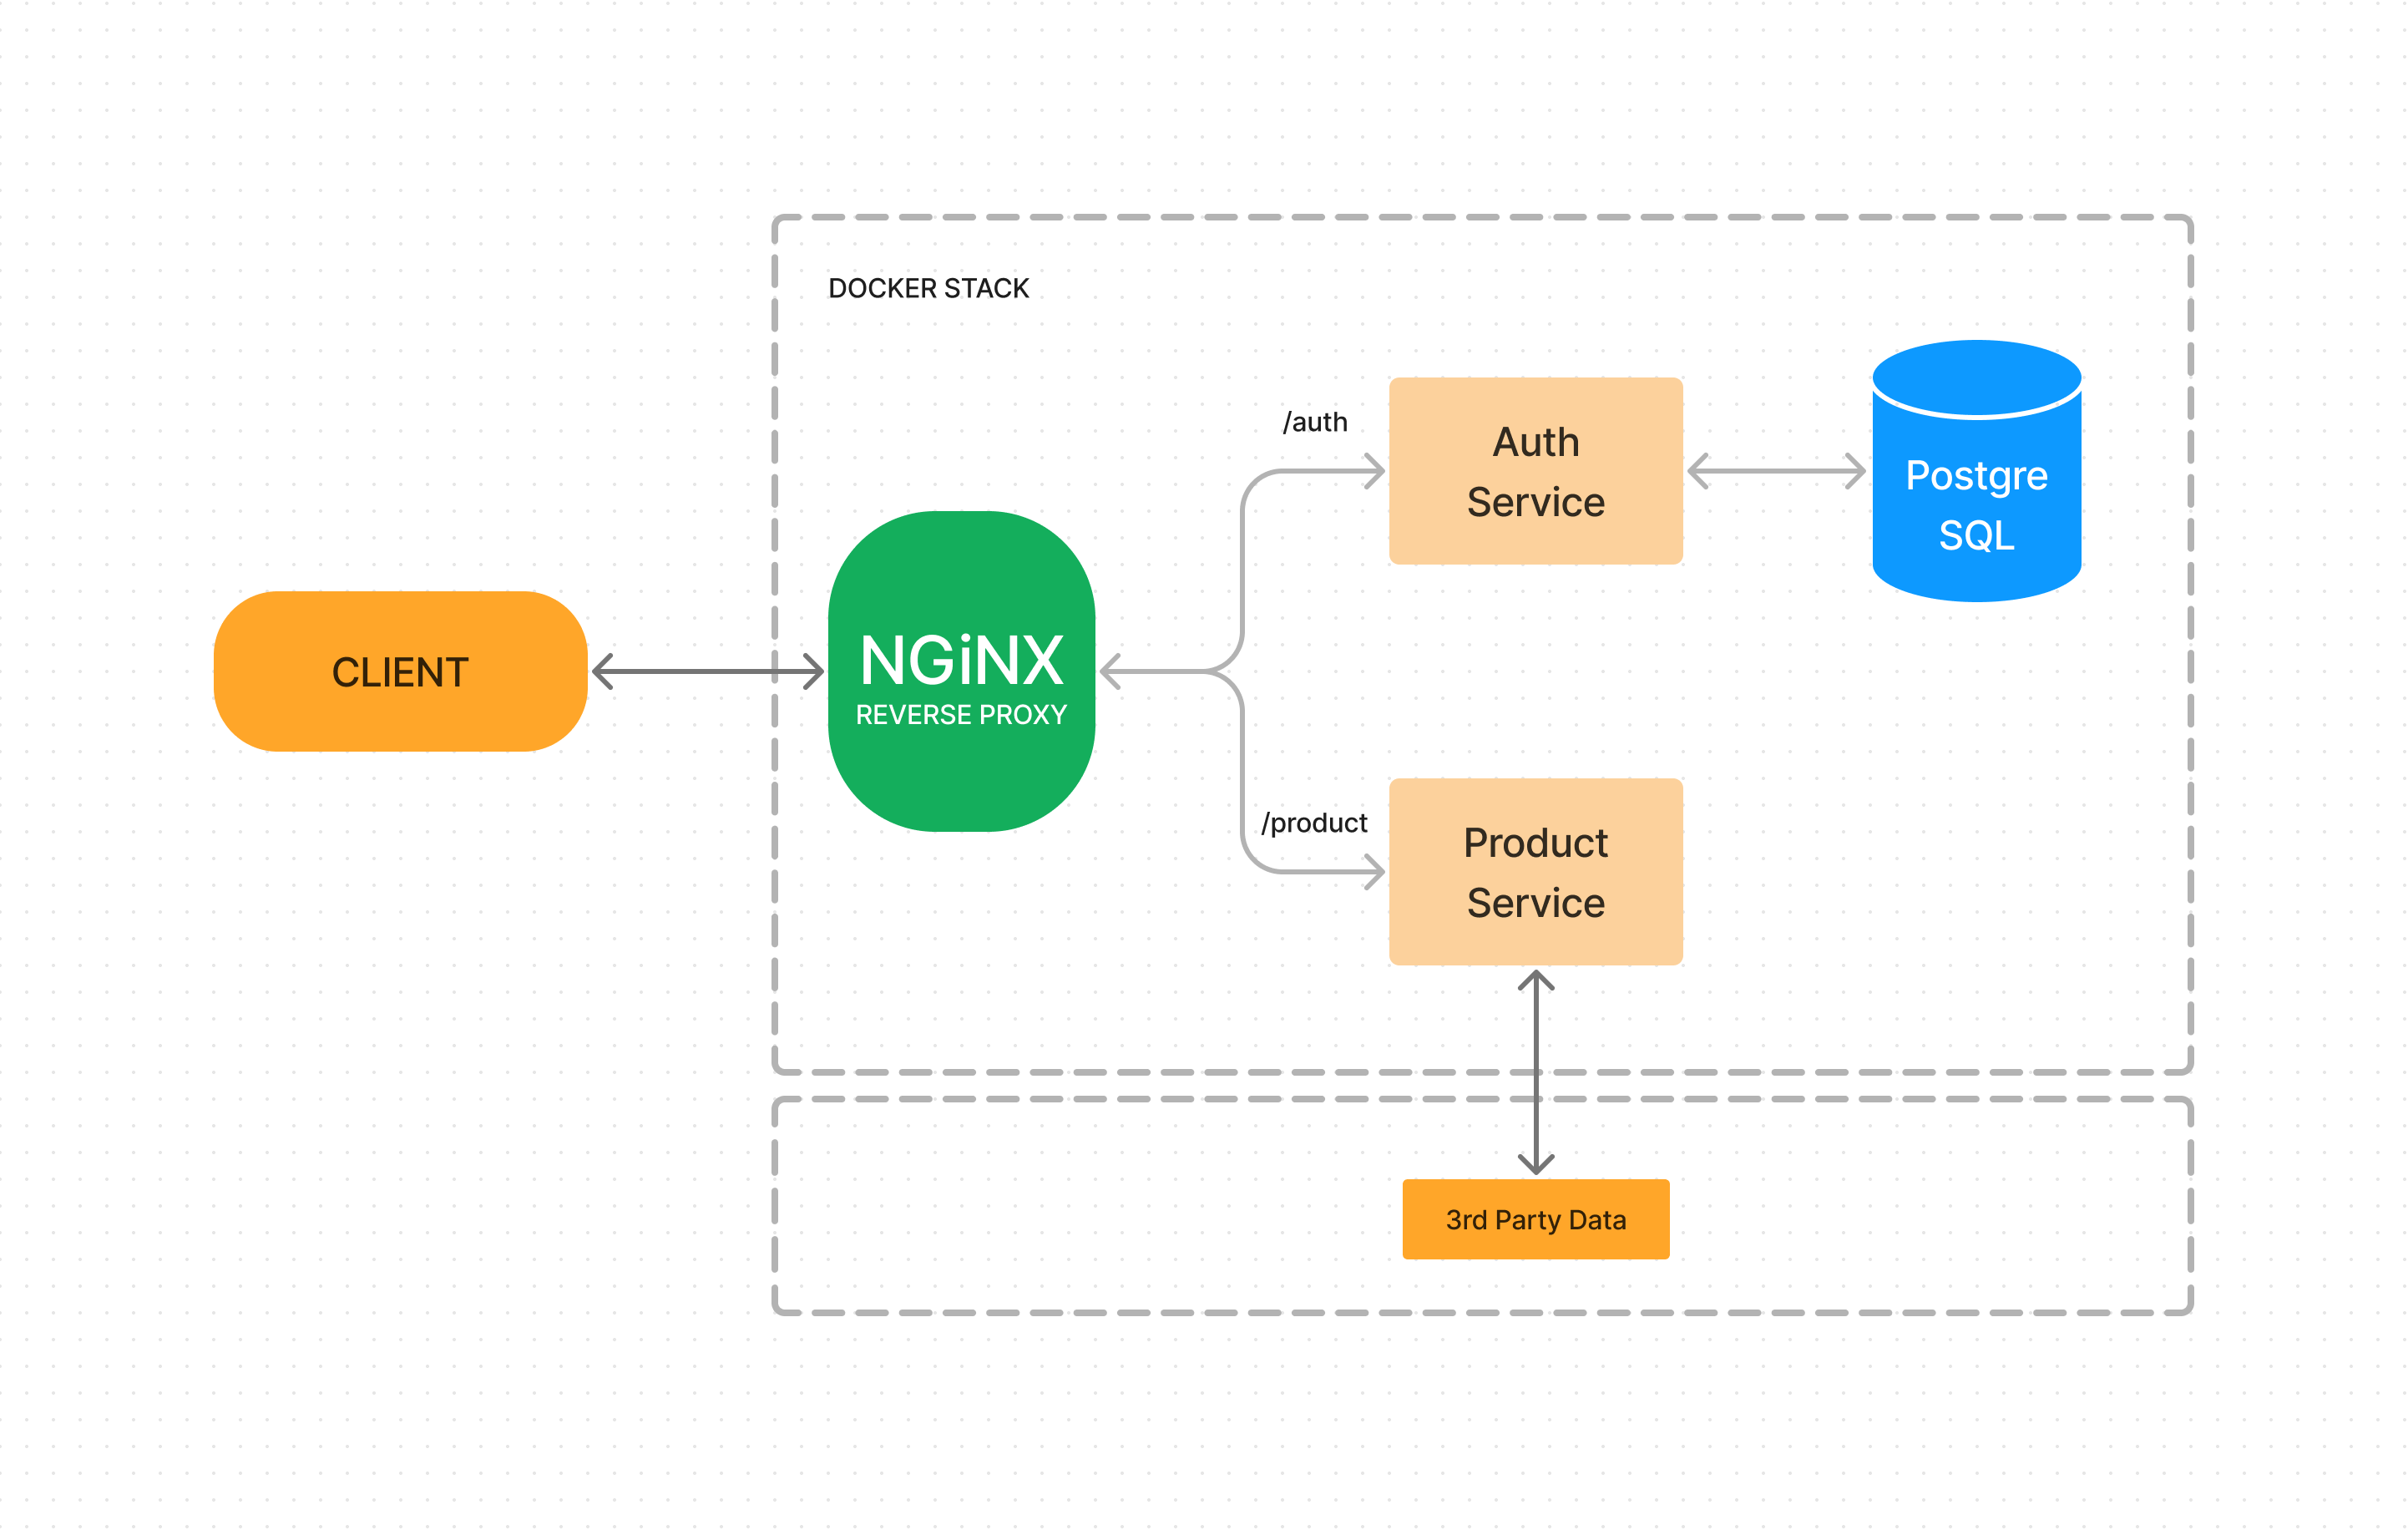 DOCKER STACK
/auth
Auth
Service
Postgre
SQL
CLIENT
NGiNX
REVERSE PROXY
/product
Product
Service
3rd Party Data